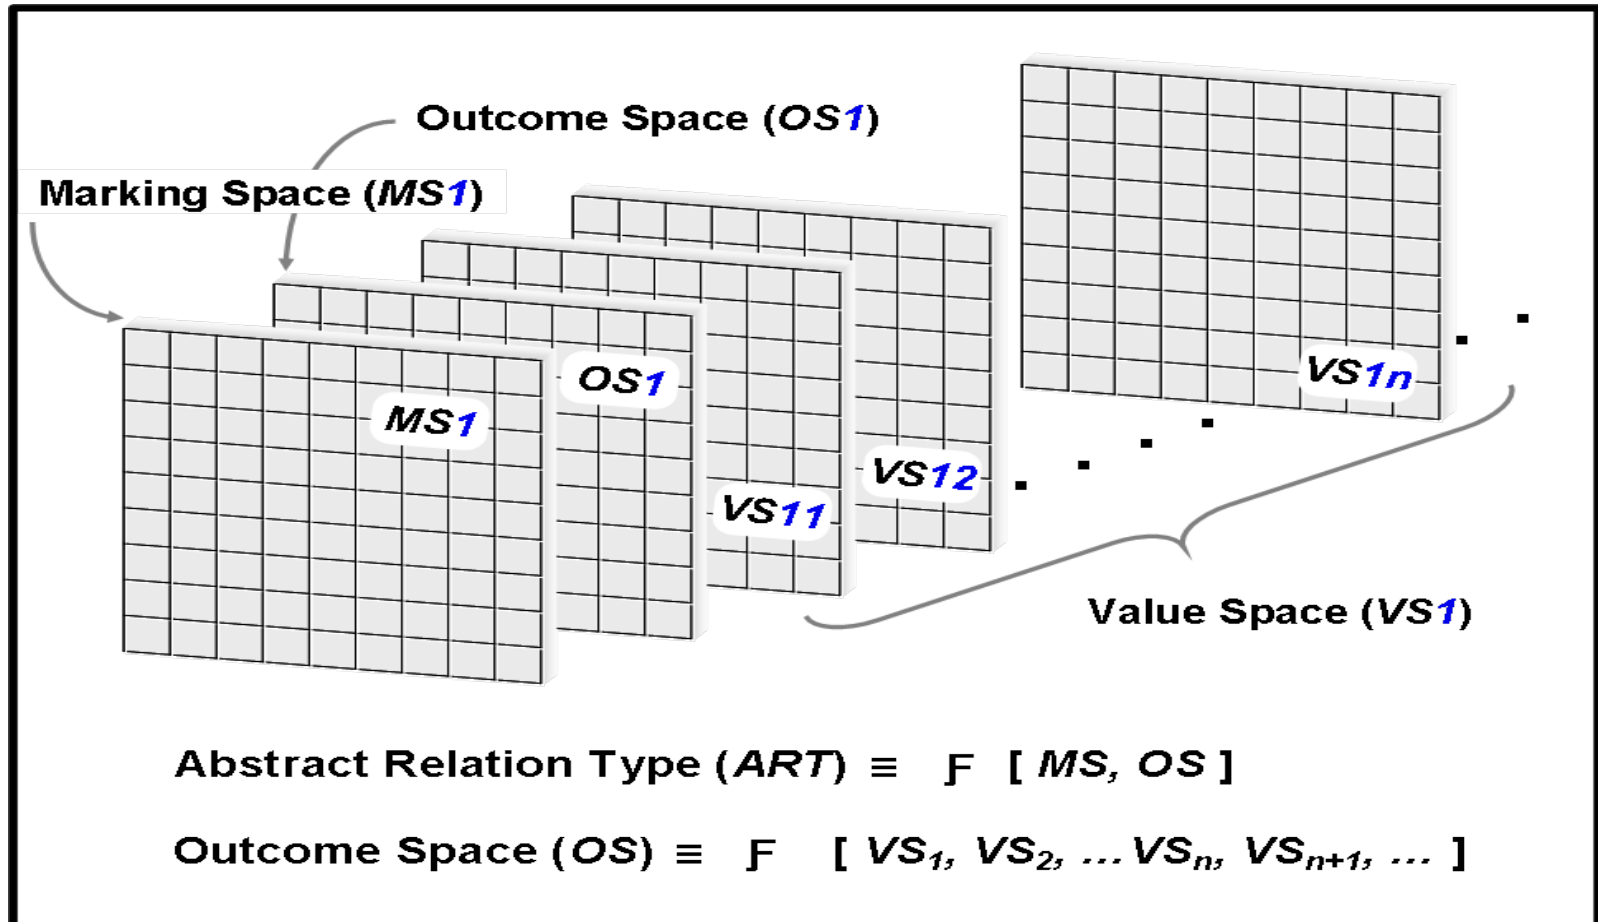 Outcome Space (OS1)
Marking Space (MS1)
MS1
OS1
VS11
VS12
VS1n
Value Space (VS1)
Abstract Relation Type (ART) ≡ Ƒ [ MS, OS ]
Outcome Space (OS) ≡ Ƒ [ VS₁, VS₂, … VSₙ, VSₙ₊₁, … ]